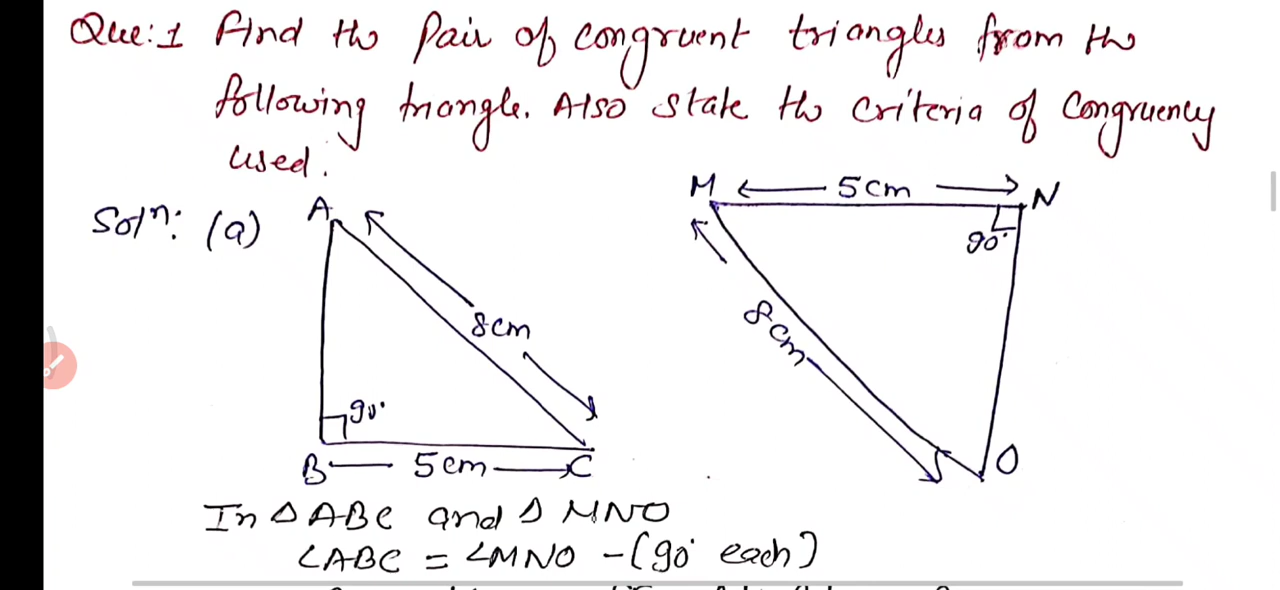 Que:1 Find the Pair of Congruent triangles from the
following triangle. Also state the criteria of Congruency
used.
Solⁿ: (a)
A
8cm
90°
B 5cm C
M 5cm N
90°
8cm
O
In Δ ABC and Δ MNO
∠ABC = ∠MNO - (90° each)